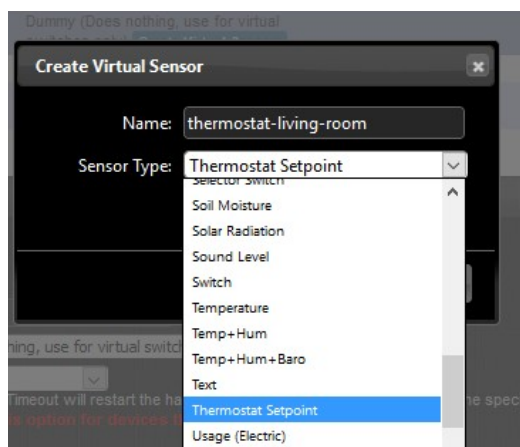 Dummy (Does nothing, use for virtual
Create Virtual Sensor
Name: thermostat-living-room
Sensor Type: Thermostat Setpoint
Selector Switch
Soil Moisture
Solar Radiation
Sound Level
Switch
Temperature
Temp+Hum
Temp+Hum+Baro
Text
Thermostat Setpoint
Usage (Electric)
hing, use for virtual switc
Timeout will restart the ha
he spec
is option for devices t